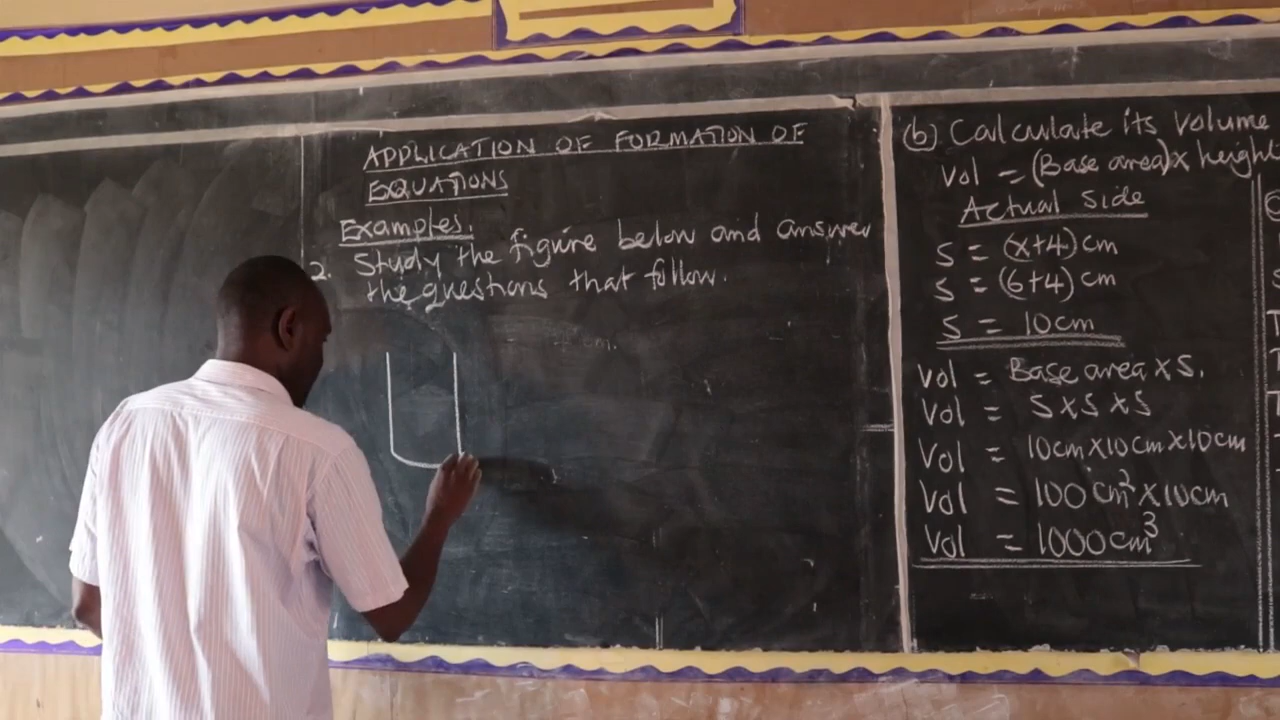 APPLICATION OF FORMATION OF
EQUATIONS
Examples.
2. Study the figure below and answer
the questions that follow.
(b) Calculate its volume
Vol = (Base area) x height
Actual side
S = (x+4) cm
S = (6+4) cm
S = 10cm
Vol = Base area x S.
Vol = S x S x S
Vol = 10cm x 10cm x 10cm
Vol = 100 cm² x 10cm
Vol = 1000cm³